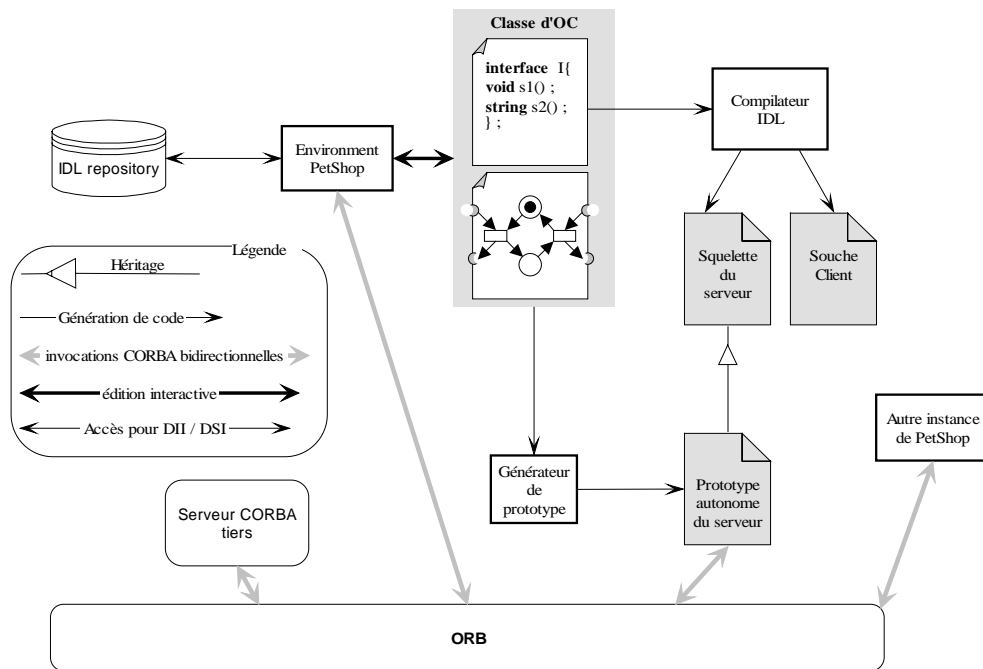 Classe d'OC
interface I{
void s1() ;
string s2() ;
} ;
Compilateur
IDL
IDL repository
Environment
PetShop
Squelette
du
serveur
Souche
Client
Légende
Héritage
Génération de code
invocations CORBA bidirectionnelles
édition interactive
Accès pour DII / DSI
Autre instance
de PetShop
Générateur
de
prototype
Prototype
autonome
du serveur
Serveur CORBA
tiers
ORB